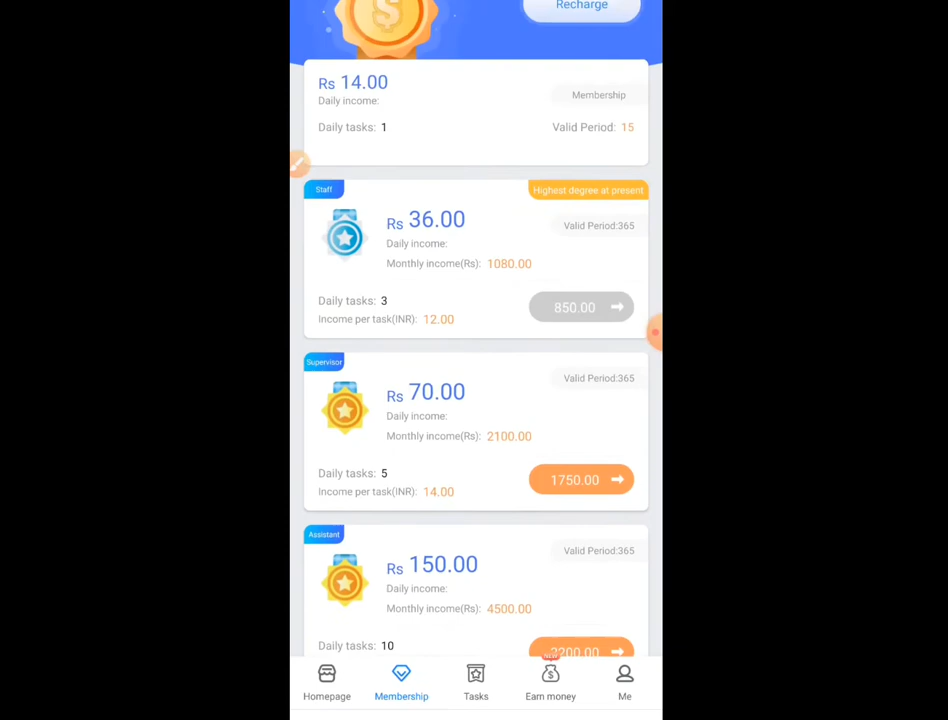 $
Recharge
Rs 14.00
Daily income:
Membership
Daily tasks: 1
Valid Period: 15
Staff
Highest degree at present
Rs 36.00
Valid Period:365
Daily income:
Monthly income(Rs): 1080.00
Daily tasks: 3
850.00
Income per task(INR): 12.00
Supervisor
Valid Period:365
Rs 70.00
Daily income:
Monthly income(Rs): 2100.00
Daily tasks: 5
1750.00
Income per task(INR): 14.00
Assistant
Valid Period:365
Rs 150.00
Daily income:
Monthly income(Rs): 4500.00
Daily tasks: 10
NEW
Homepage
Membership
Tasks
Earn money
Me